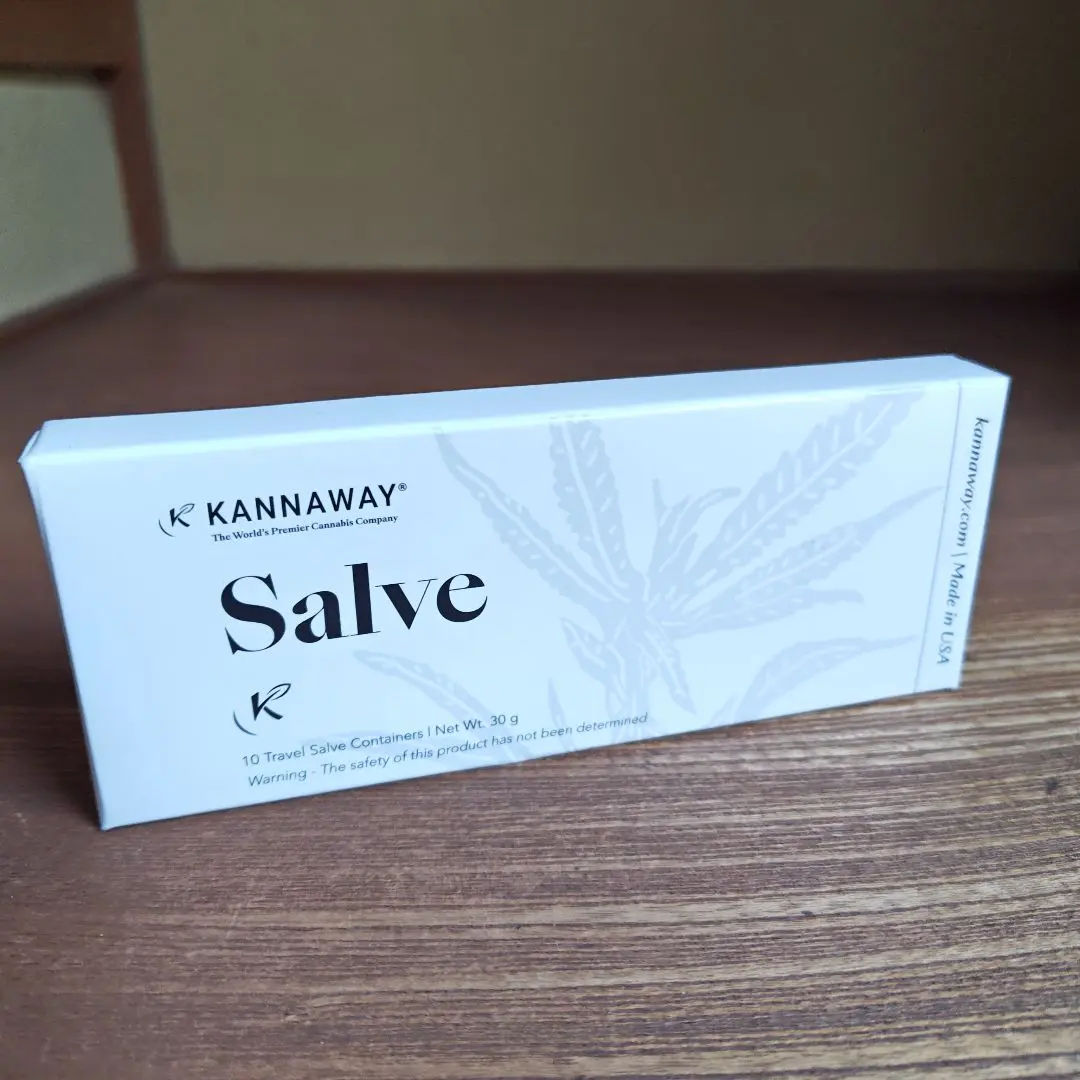 KANNAWAY®
The World's Premier Cannabis Company
Salve
10 Travel Salve Containers | Net Wt. 30 g
Warning - The safety of this product has not been determined
kannaway.com | Made in USA